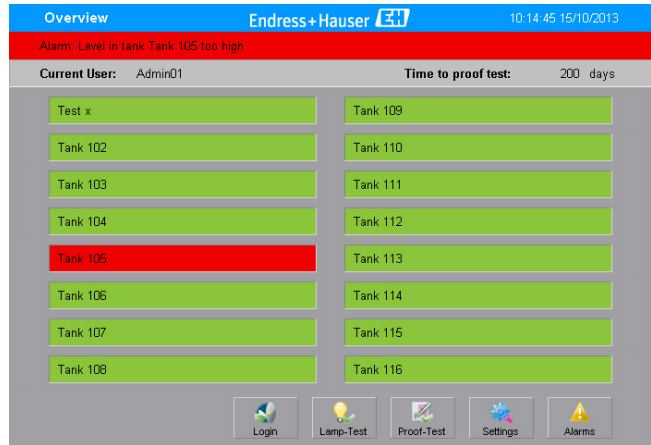 Overview Endress+Hauser EH 10:14:45 15/10/2013
Alarm: Level in tank Tank 105 too high
Current User: Admin01 Time to proof test: 200 days
Test x Tank 109
Tank 102 Tank 110
Tank 103 Tank 111
Tank 104 Tank 112
Tank 105 Tank 113
Tank 106 Tank 114
Tank 107 Tank 115
Tank 108 Tank 116
Login Lamp-Test Proof-Test Settings Alarms